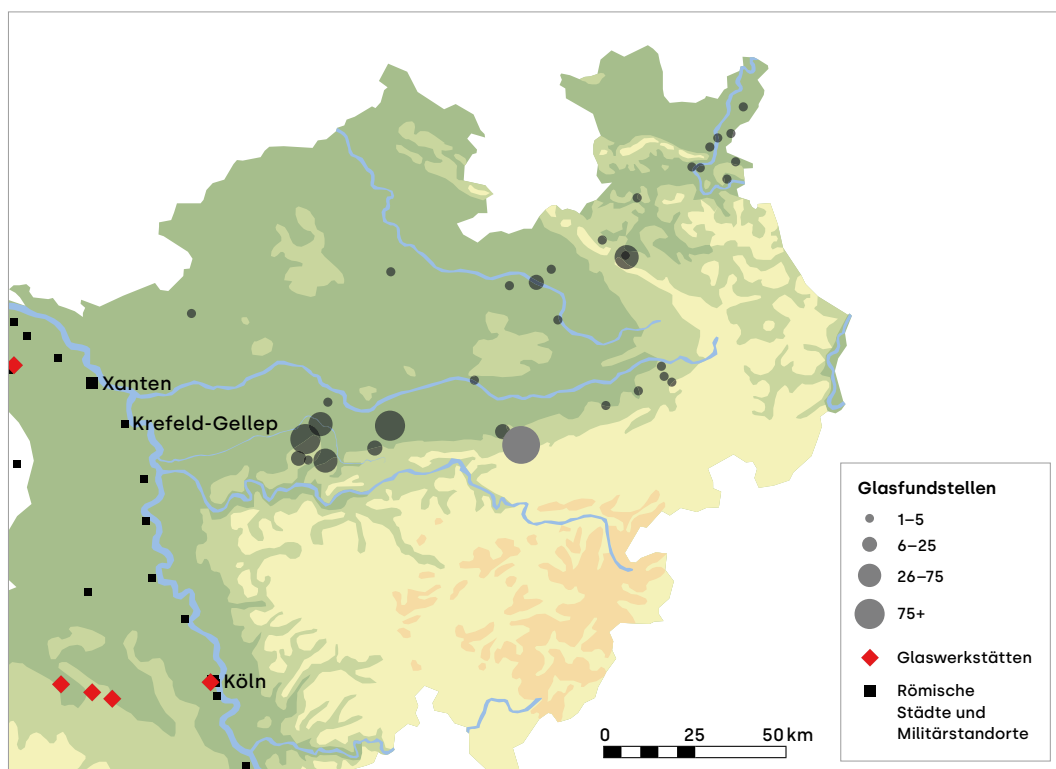 Xanten
Krefeld-Gellep
Köln
0 25 50 km
Glasfundstellen
1–5
6–25
26–75
75+
Glaswerkstätten
Römische
Städte und
Militärstandorte